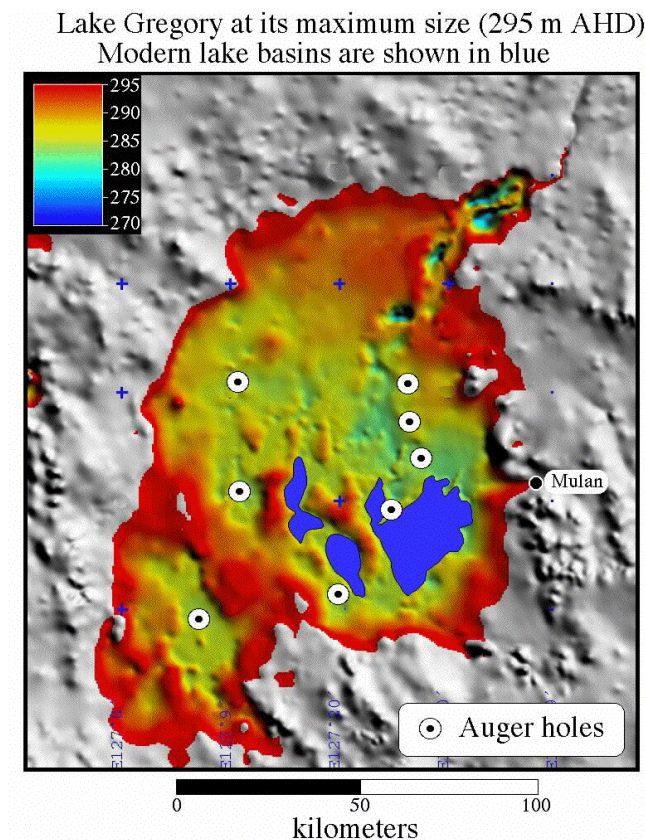 Lake Gregory at its maximum size (295 m AHD)
Modern lake basins are shown in blue
295
290
285
280
275
270
Mulan
Auger holes
0 50 100
kilometers